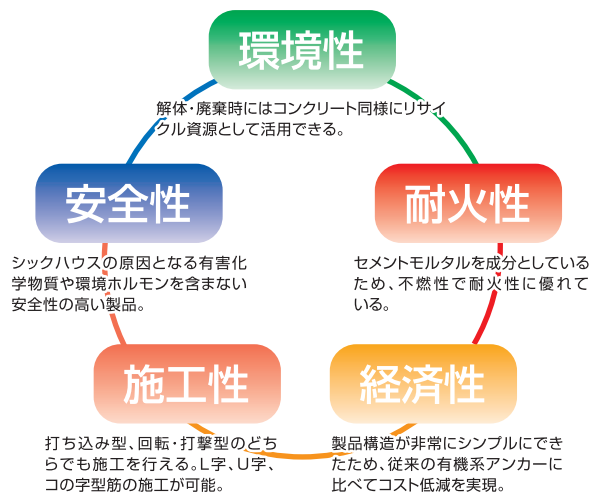 環境性
解体・廃棄時にはコンクリート同様にリサイ
クル資源として活用できる。
安全性
シックハウスの原因となる有害化
学物質や環境ホルモンを含まない
安全性の高い製品。
耐火性
セメントモルタルを成分としている
ため、不燃性で耐火性に優れて
いる。
施工性
打ち込み型、回転・打撃型のどち
らでも施工を行える。L字、U字、
コの字型筋の施工が可能。
経済性
製品構造が非常にシンプルにでき
たため、従来の有機系アンカーに
比べてコスト低減を実現。